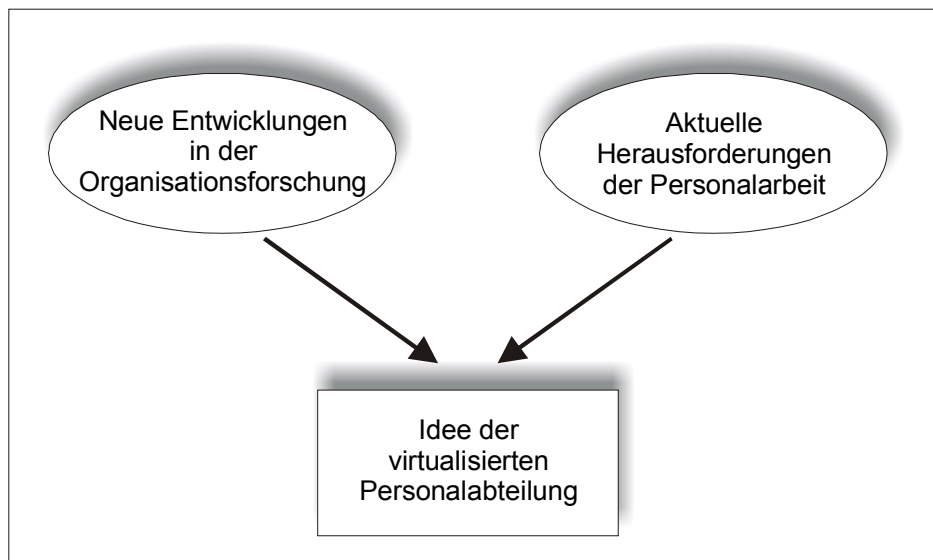 Neue Entwicklungen
in der
Organisationsforschung
Aktuelle
Herausforderungen
der Personalarbeit
Idee der
virtualisierten
Personalabteilung